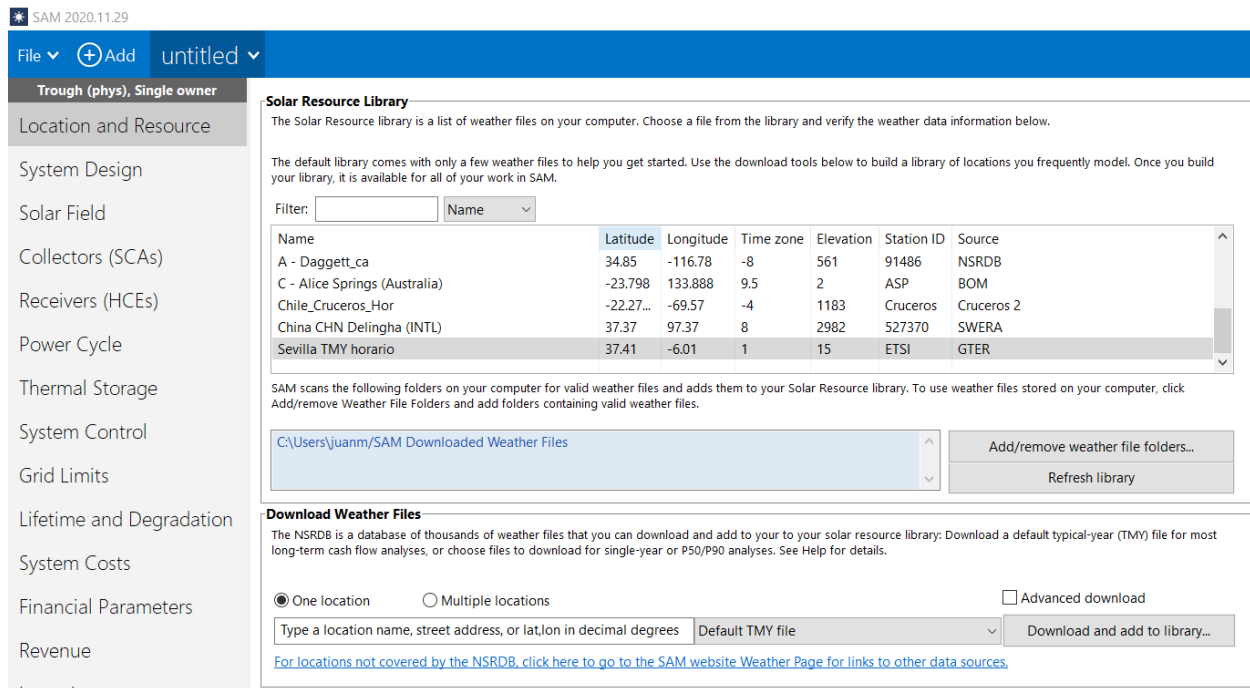 SAM 2020.11.29
File Add untitled
Trough (phys), Single owner
Location and Resource
System Design
Solar Field
Collectors (SCAs)
Receivers (HCEs)
Power Cycle
Thermal Storage
System Control
Grid Limits
Lifetime and Degradation
System Costs
Financial Parameters
Revenue
Solar Resource Library
The Solar Resource library is a list of weather files on your computer. Choose a file from the library and verify the weather data information below.
The default library comes with only a few weather files to help you get started. Use the download tools below to build a library of locations you frequently model. Once you build
your library, it is available for all of your work in SAM.
Filter: Name
Name Latitude Longitude Time zone Elevation Station ID Source
A - Daggett_ca 34.85 -116.78 -8 561 91486 NSRDB
C - Alice Springs (Australia) -23.798 133.888 9.5 2 ASP BOM
Chile_Cruceros_Hor -22.27... -69.57 -4 1183 Cruceros Cruceros 2
China CHN Delingha (INTL) 37.37 97.37 8 2982 527370 SWERA
Sevilla TMY horario 37.41 -6.01 1 15 ETSI GTER
SAM scans the following folders on your computer for valid weather files and adds them to your Solar Resource library. To use weather files stored on your computer, click
Add/remove Weather File Folders and add folders containing valid weather files.
C:\Users\juanm/SAM Downloaded Weather Files
Add/remove weather file folders...
Refresh library
Download Weather Files
The NSRDB is a database of thousands of weather files that you can download and add to your to your solar resource library: Download a default typical-year (TMY) file for most
long-term cash flow analyses, or choose files to download for single-year or P50/P90 analyses. See Help for details.
One location Multiple locations Advanced download
Type a location name, street address, or lat,lon in decimal degrees Default TMY file Download and add to library...
For locations not covered by the NSRDB, click here to go to the SAM website Weather Page for links to other data sources.